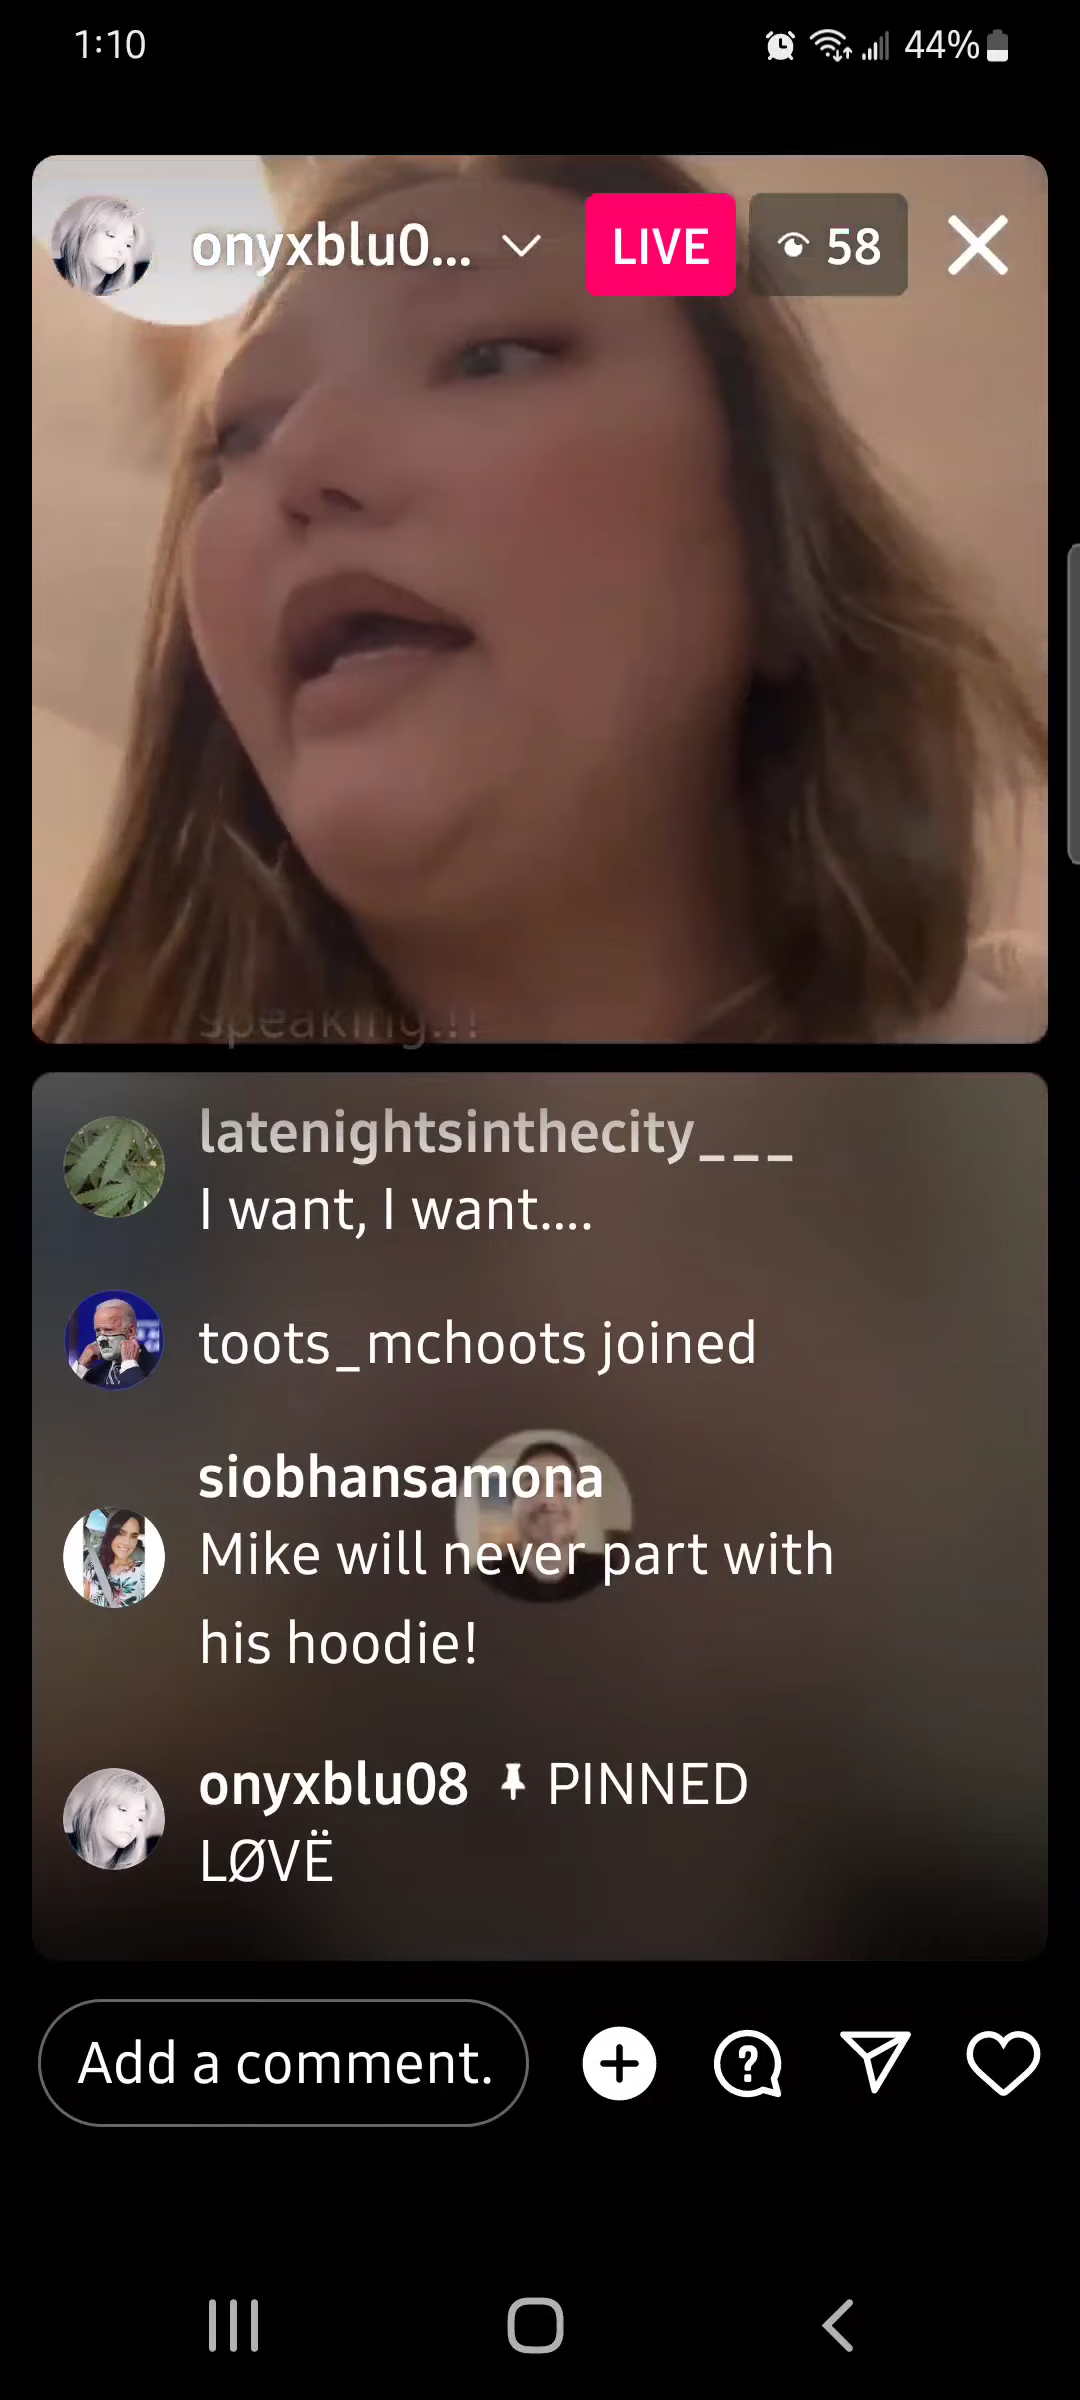 1:10
44%
onyxblu0...
LIVE
58
speaking.!!
latenightsinthecity___
I want, I want....
toots_mchoots joined
siobhansamona
Mike will never part with
his hoodie!
onyxblu08 PINNED
LØVË
Add a comment.